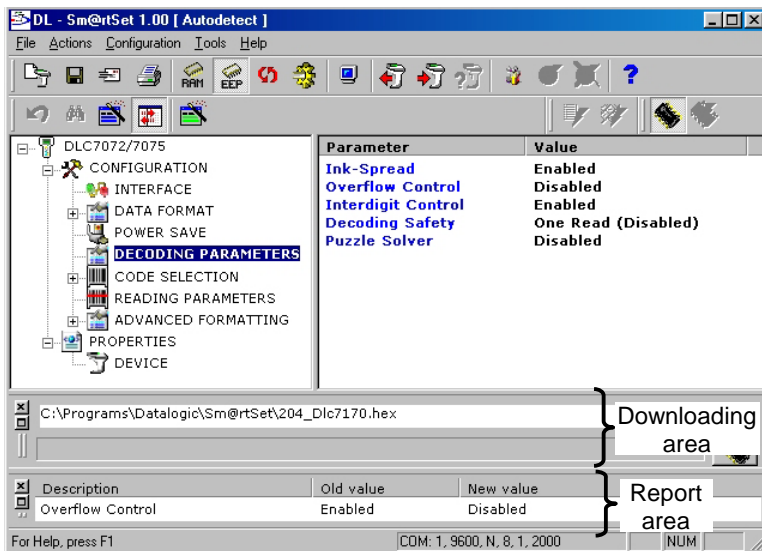 DL - Sm@rtSet 1.00 [ Autodetect ]
File Actions Configuration Tools Help
RAM EEP ?
DLC7072/7075
CONFIGURATION
INTERFACE
DATA FORMAT
POWER SAVE
DECODING PARAMETERS
CODE SELECTION
READING PARAMETERS
ADVANCED FORMATTING
PROPERTIES
DEVICE
Parameter Value
Ink-Spread Enabled
Overflow Control Disabled
Interdigit Control Enabled
Decoding Safety One Read (Disabled)
Puzzle Solver Disabled
C:\Programs\Datalogic\Sm@rtSet\204_Dlc7170.hex
Downloading
area
Description Old value New value
Overflow Control Enabled Disabled
Report
area
For Help, press F1 COM: 1, 9600, N, 8, 1, 2000 NUM